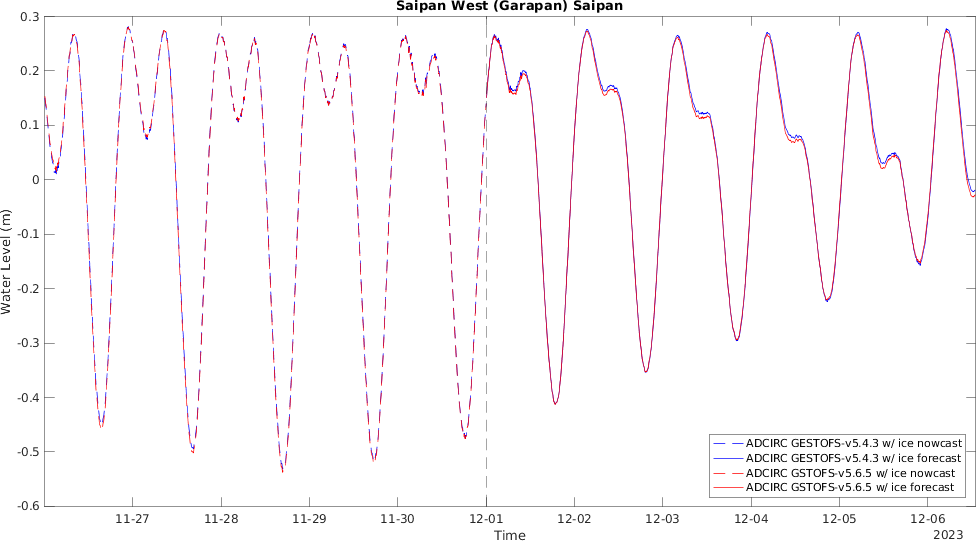 Saipan West (Garapan) Saipan
0.3
0.2
0.1
0
-0.1
-0.2
-0.3
-0.4
-0.5
-0.6
Water Level (m)
ADCIRC GESTOFS-v5.4.3 w/ ice nowcast
ADCIRC GESTOFS-v5.4.3 w/ ice forecast
ADCIRC GSTOFS-v5.6.5 w/ ice nowcast
ADCIRC GSTOFS-v5.6.5 w/ ice forecast
11-27 11-28 11-29 11-30 12-01 12-02 12-03 12-04 12-05 12-06
Time
2023